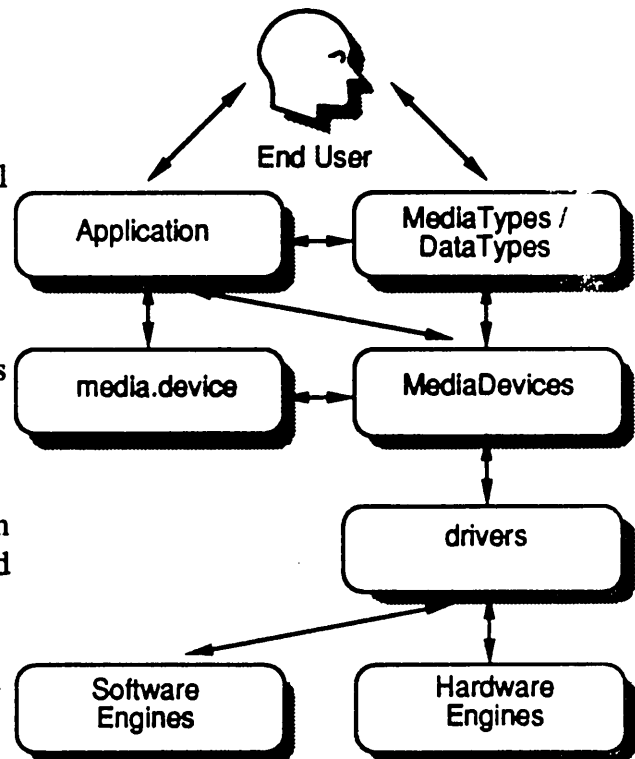 End User
Application
MediaTypes /
DataTypes
media.device
MediaDevices
drivers
Software
Engines
Hardware
Engines